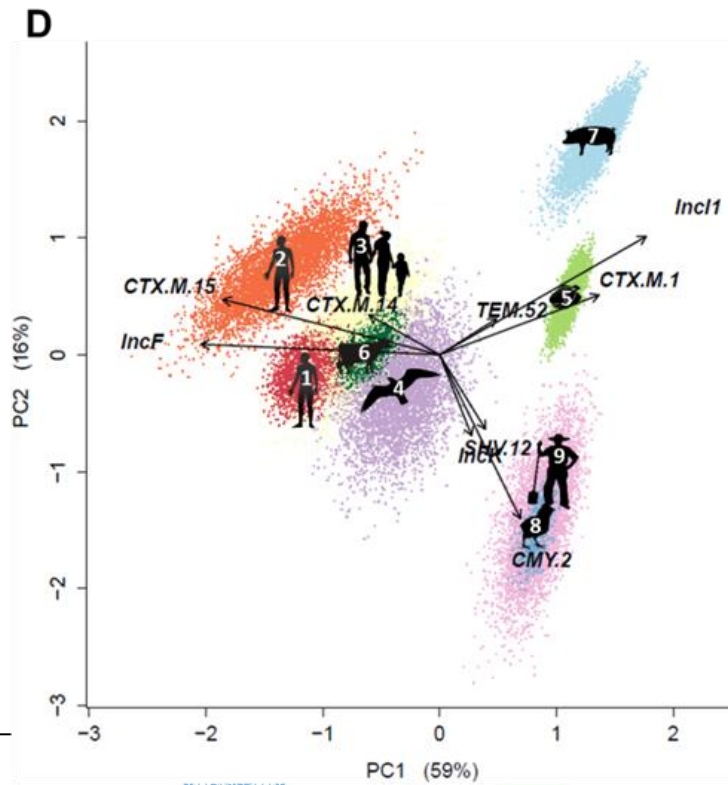 D
2
1
0
−1
−2
−3
PC2 (16%)
7
IncI1
2
3
CTX.M.15
CTX.M.14
TEM.52
CTX.M.1
5
IncF
6
1
4
SHV.12
IncK
9
8
CMY.2
−3 −2 −1 0 1 2
PC1 (59%)